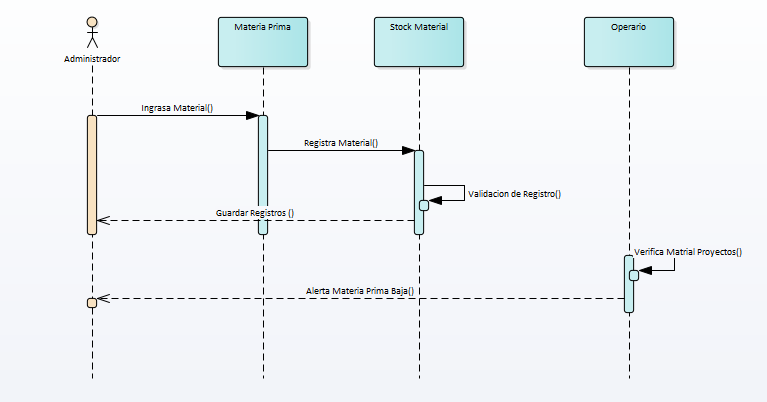 Materia Prima
Stock Material
Operario
Administrador
Ingrasa Material()
Registra Material()
Validacion de Registro()
Guardar Registros ()
Verifica Matrial Proyectos()
Alerta Materia Prima Baja()